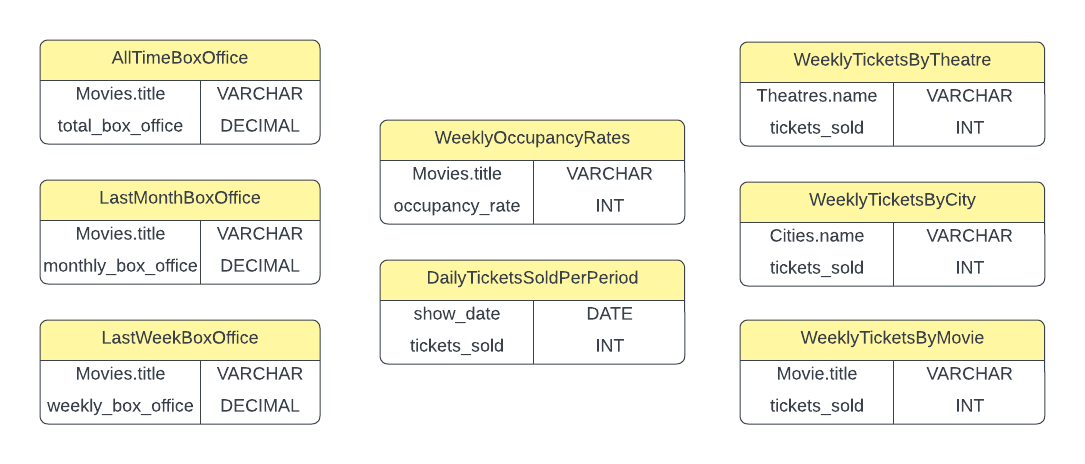 AllTimeBoxOffice
Movies.title VARCHAR
total_box_office DECIMAL
LastMonthBoxOffice
Movies.title VARCHAR
monthly_box_office DECIMAL
LastWeekBoxOffice
Movies.title VARCHAR
weekly_box_office DECIMAL
WeeklyOccupancyRates
Movies.title VARCHAR
occupancy_rate INT
DailyTicketsSoldPerPeriod
show_date DATE
tickets_sold INT
WeeklyTicketsByTheatre
Theatres.name VARCHAR
tickets_sold INT
WeeklyTicketsByCity
Cities.name VARCHAR
tickets_sold INT
WeeklyTicketsByMovie
Movie.title VARCHAR
tickets_sold INT